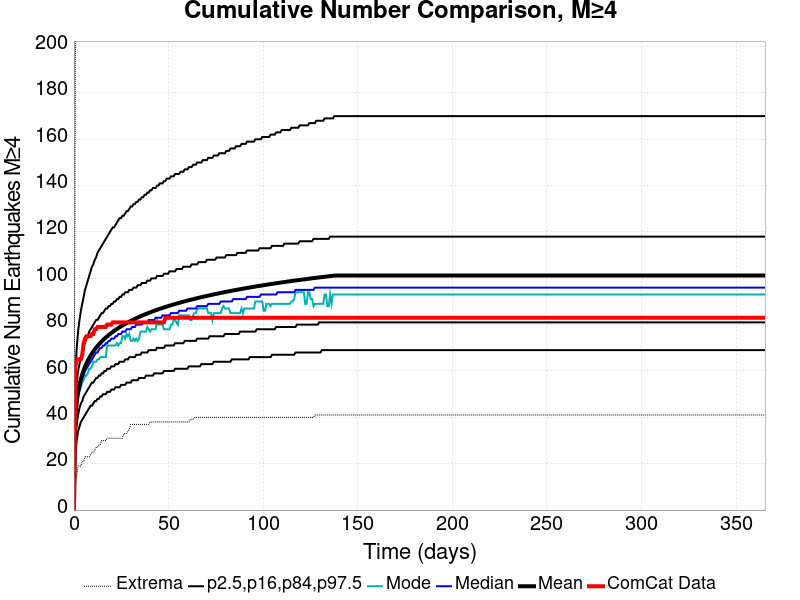 Cumulative Number Comparison, M≥4
Cumulative Num Earthquakes M≥4
200
180
160
140
120
100
80
60
40
20
0
0 50 100 150 200 250 300 350
Time (days)
Extrema p2.5,p16,p84,p97.5 Mode Median Mean ComCat Data